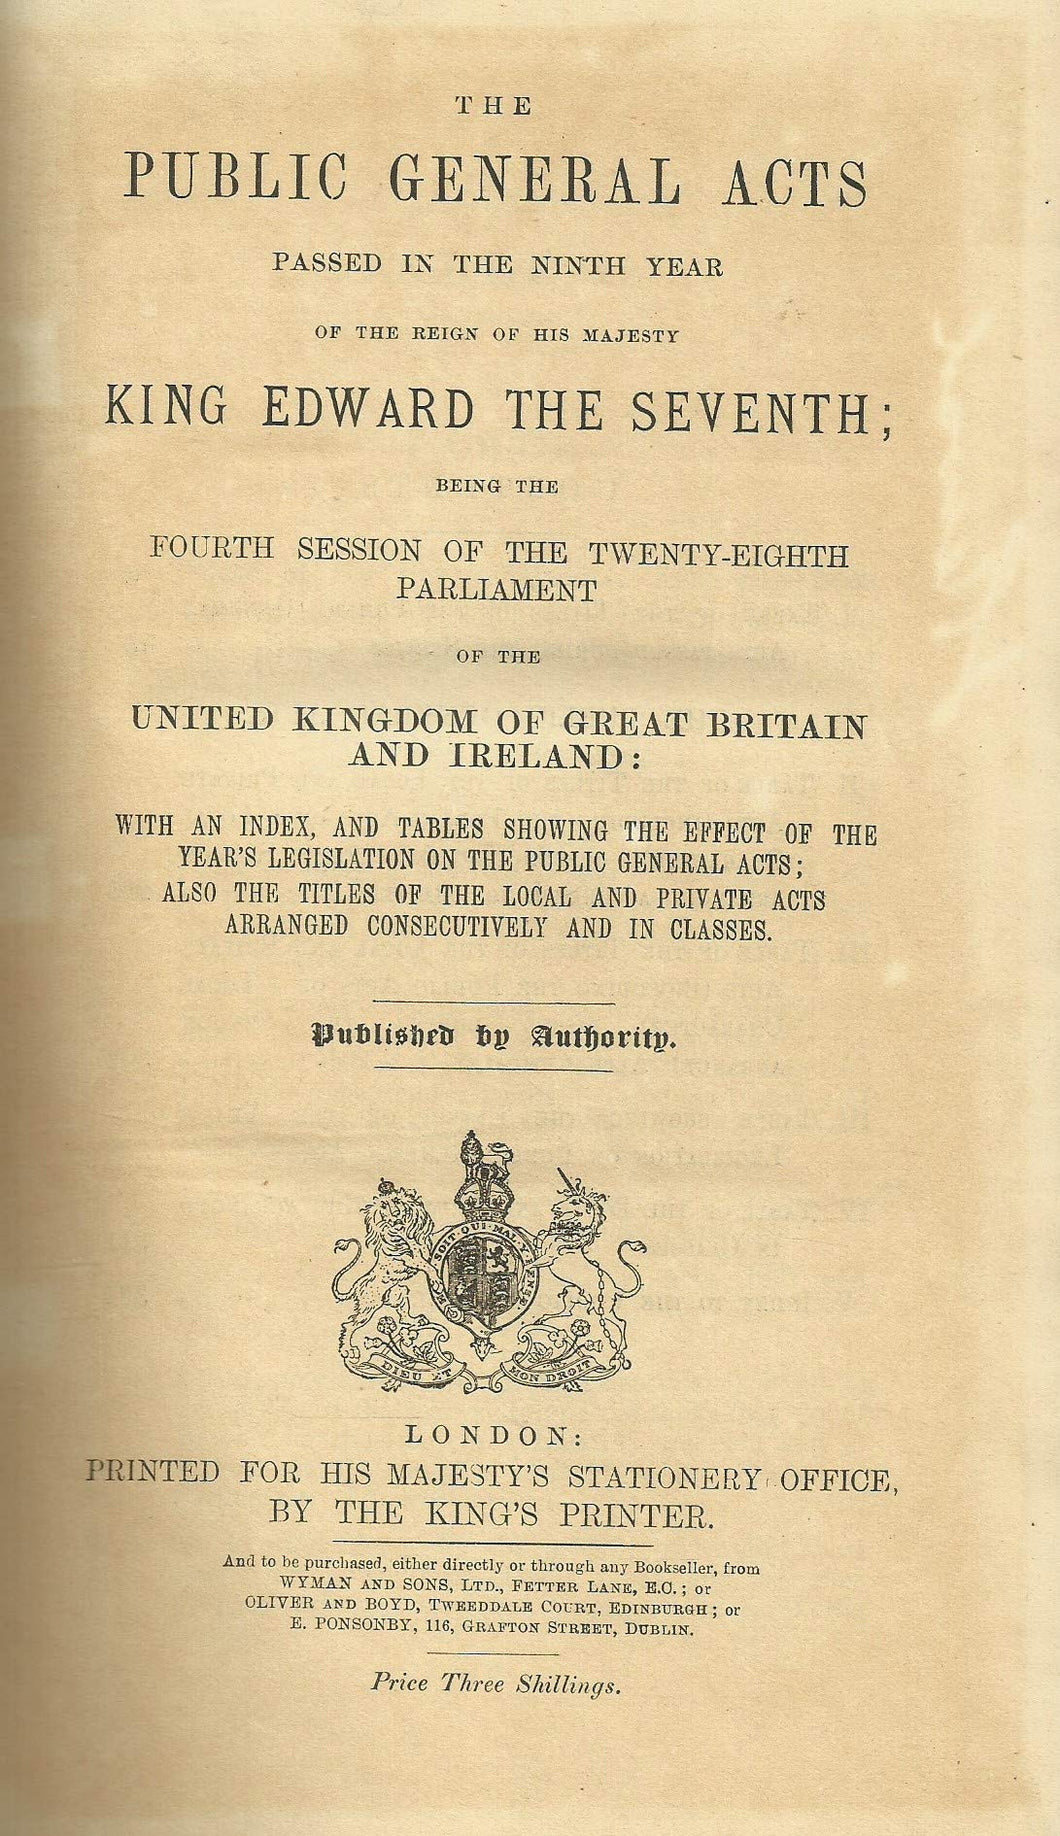 THE
PUBLIC GENERAL ACTS
PASSED IN THE NINTH YEAR
OF THE REIGN OF HIS MAJESTY
KING EDWARD THE SEVENTH;
BEING THE
FOURTH SESSION OF THE TWENTY-EIGHTH
PARLIAMENT
OF THE
UNITED KINGDOM OF GREAT BRITAIN
AND IRELAND:
WITH AN INDEX, AND TABLES SHOWING THE EFFECT OF THE
YEAR'S LEGISLATION ON THE PUBLIC GENERAL ACTS;
ALSO THE TITLES OF THE LOCAL AND PRIVATE ACTS
ARRANGED CONSECUTIVELY AND IN CLASSES.
Published by Authority.
SOIT QUI MAL Y PENSE
DIEU ET MON DROIT
LONDON:
PRINTED FOR HIS MAJESTY'S STATIONERY OFFICE,
BY THE KING'S PRINTER.
And to be purchased, either directly or through any Bookseller, from
WYMAN AND SONS, LTD., FETTER LANE, E.C.; or
OLIVER AND BOYD, TWEEDDALE COURT, EDINBURGH; or
E. PONSONBY, 116, GRAFTON STREET, DUBLIN.
Price Three Shillings.